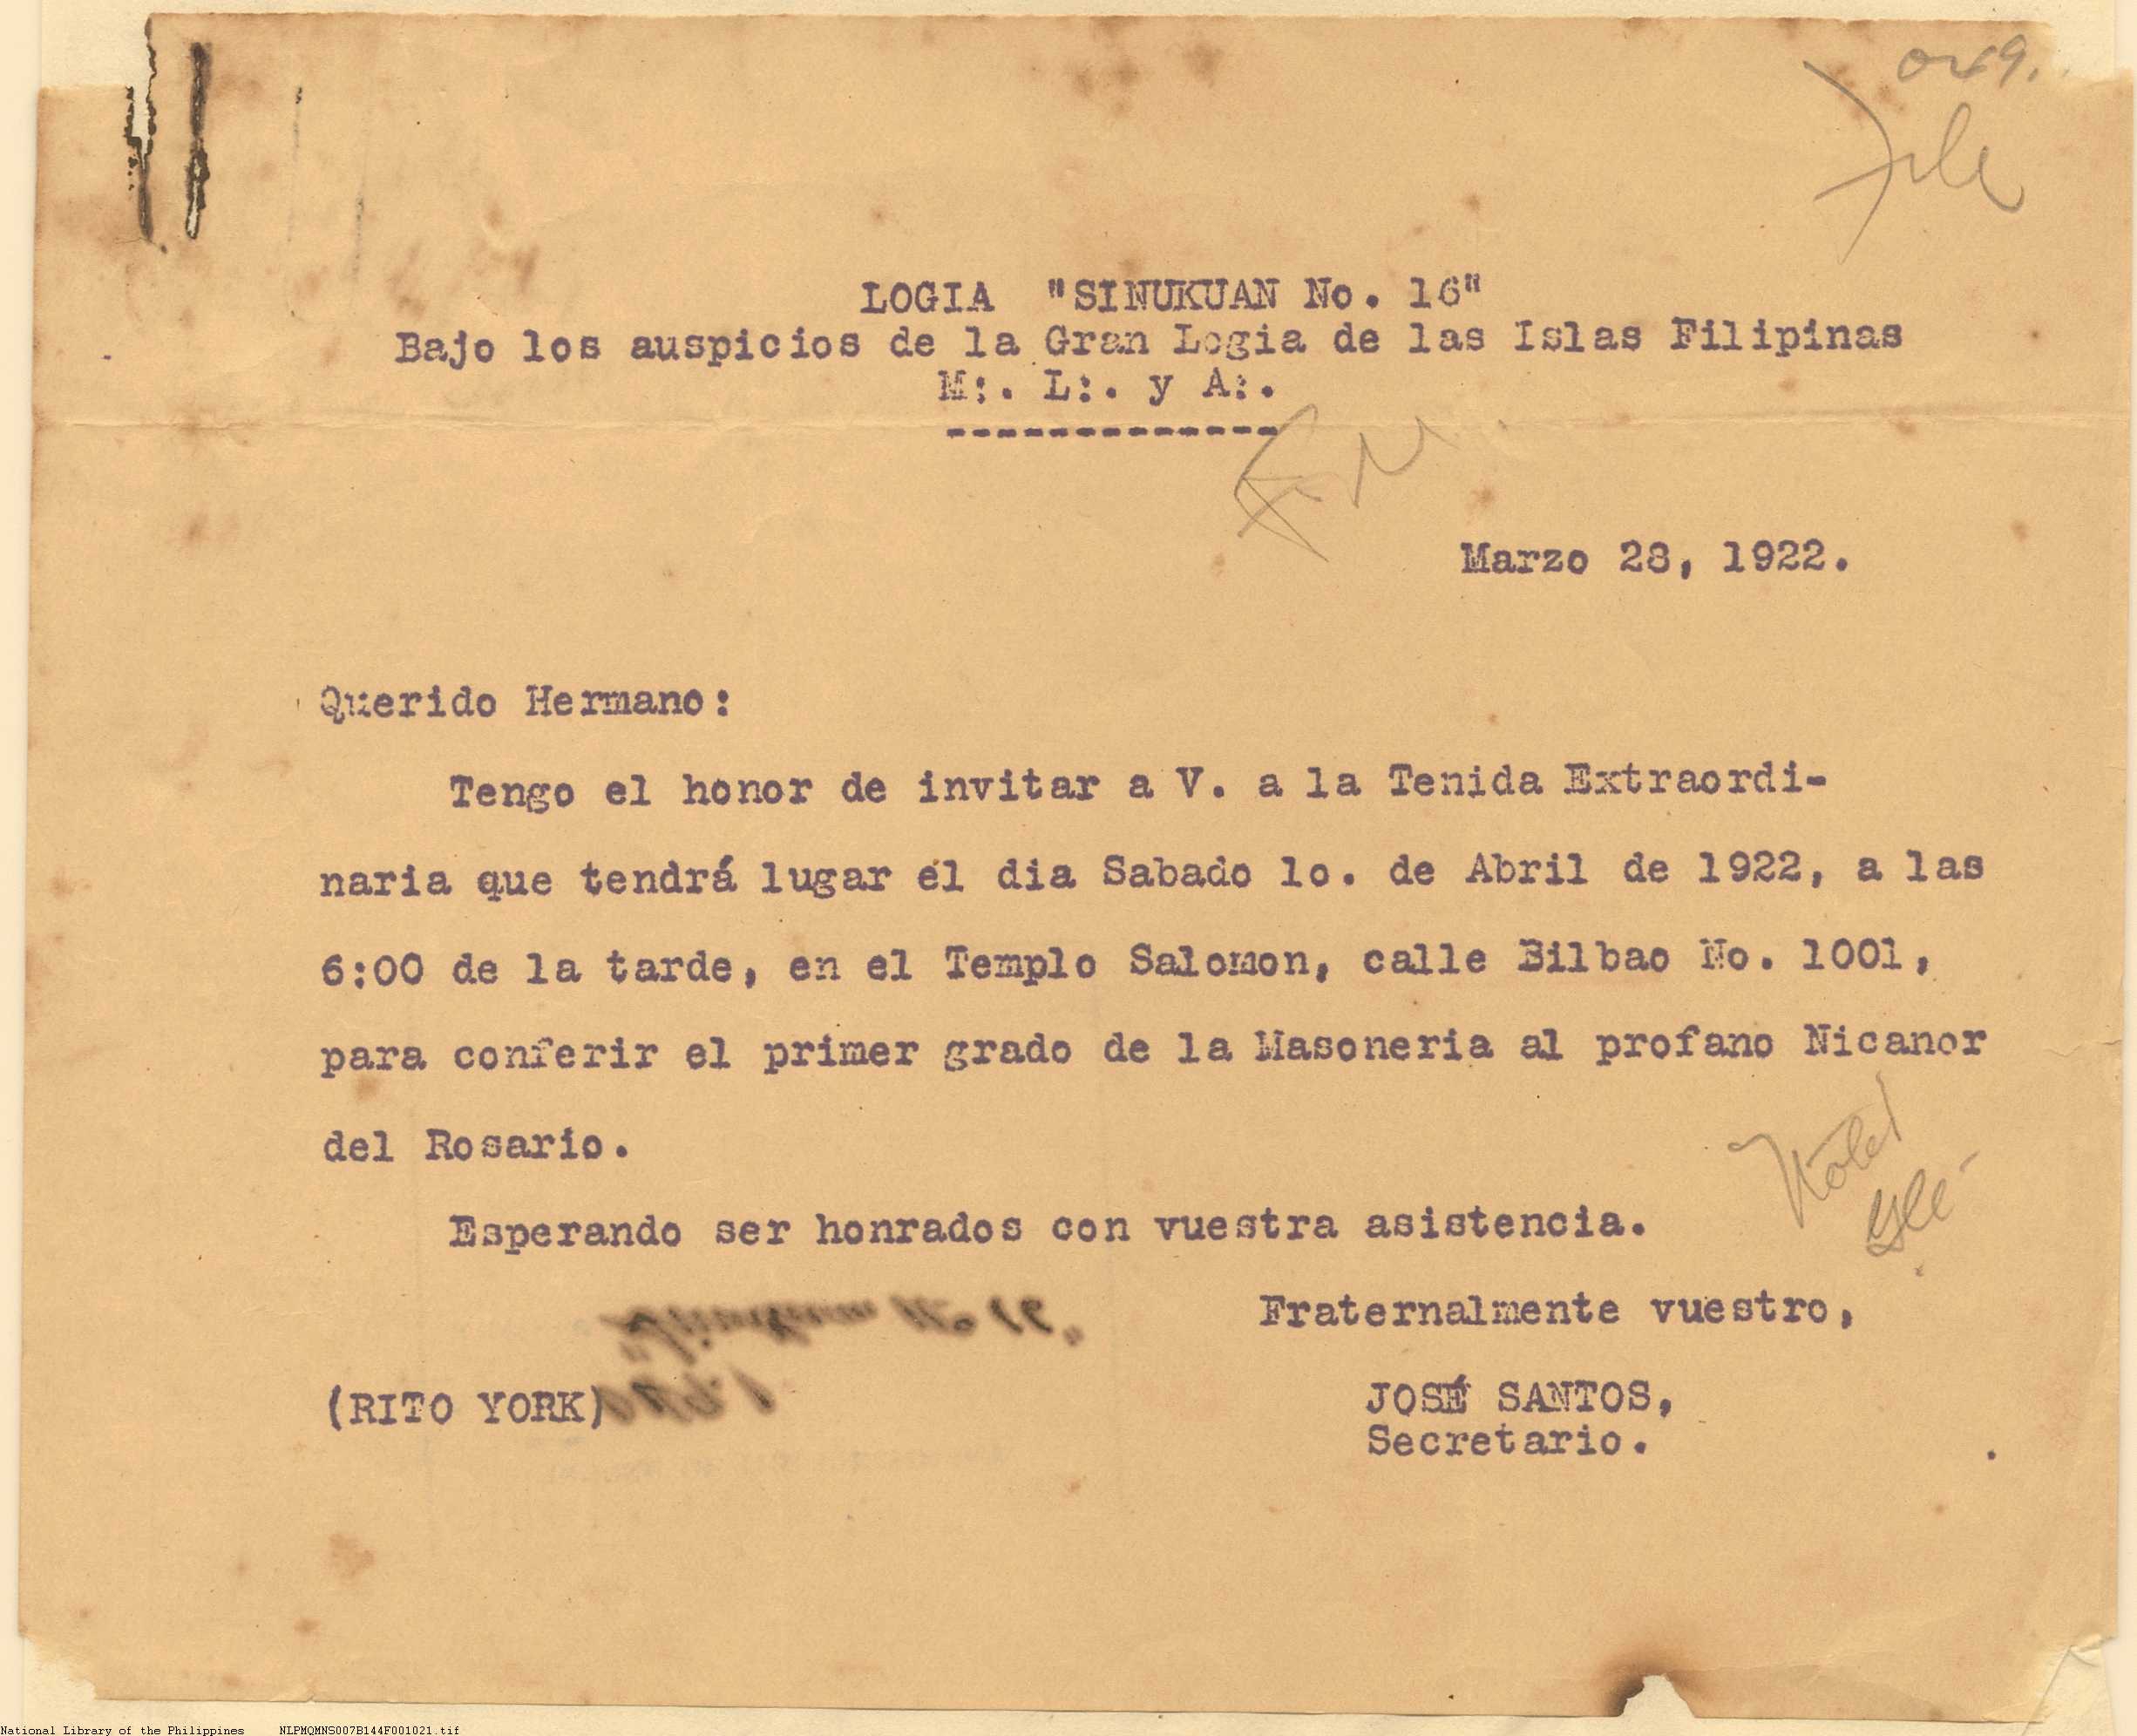 049.
File
LOGIA "SINUKUAN No. 16"
Bajo los auspicios de la Gran Logia de las Islas Filipinas
M:. L:. y A:.
-------------
Marzo 28, 1922.
Querido Hermano:
Tengo el honor de invitar a V. a la Tenida Extraordi-
naria que tendrá lugar el dia Sabado 1o. de Abril de 1922, a las
6:00 de la tarde, en el Templo Salomon, calle Bilbao No. 1001,
para conferir el primer grado de la Masoneria al profano Nicanor
del Rosario.
Noted
Esperando ser honrados con vuestra asistencia.
Fraternalmente vuestro,
(RITO YORK)
JOSÉ SANTOS,
Secretario.
National Library of the Philippines NLPMQMNS007B144F001021.tif